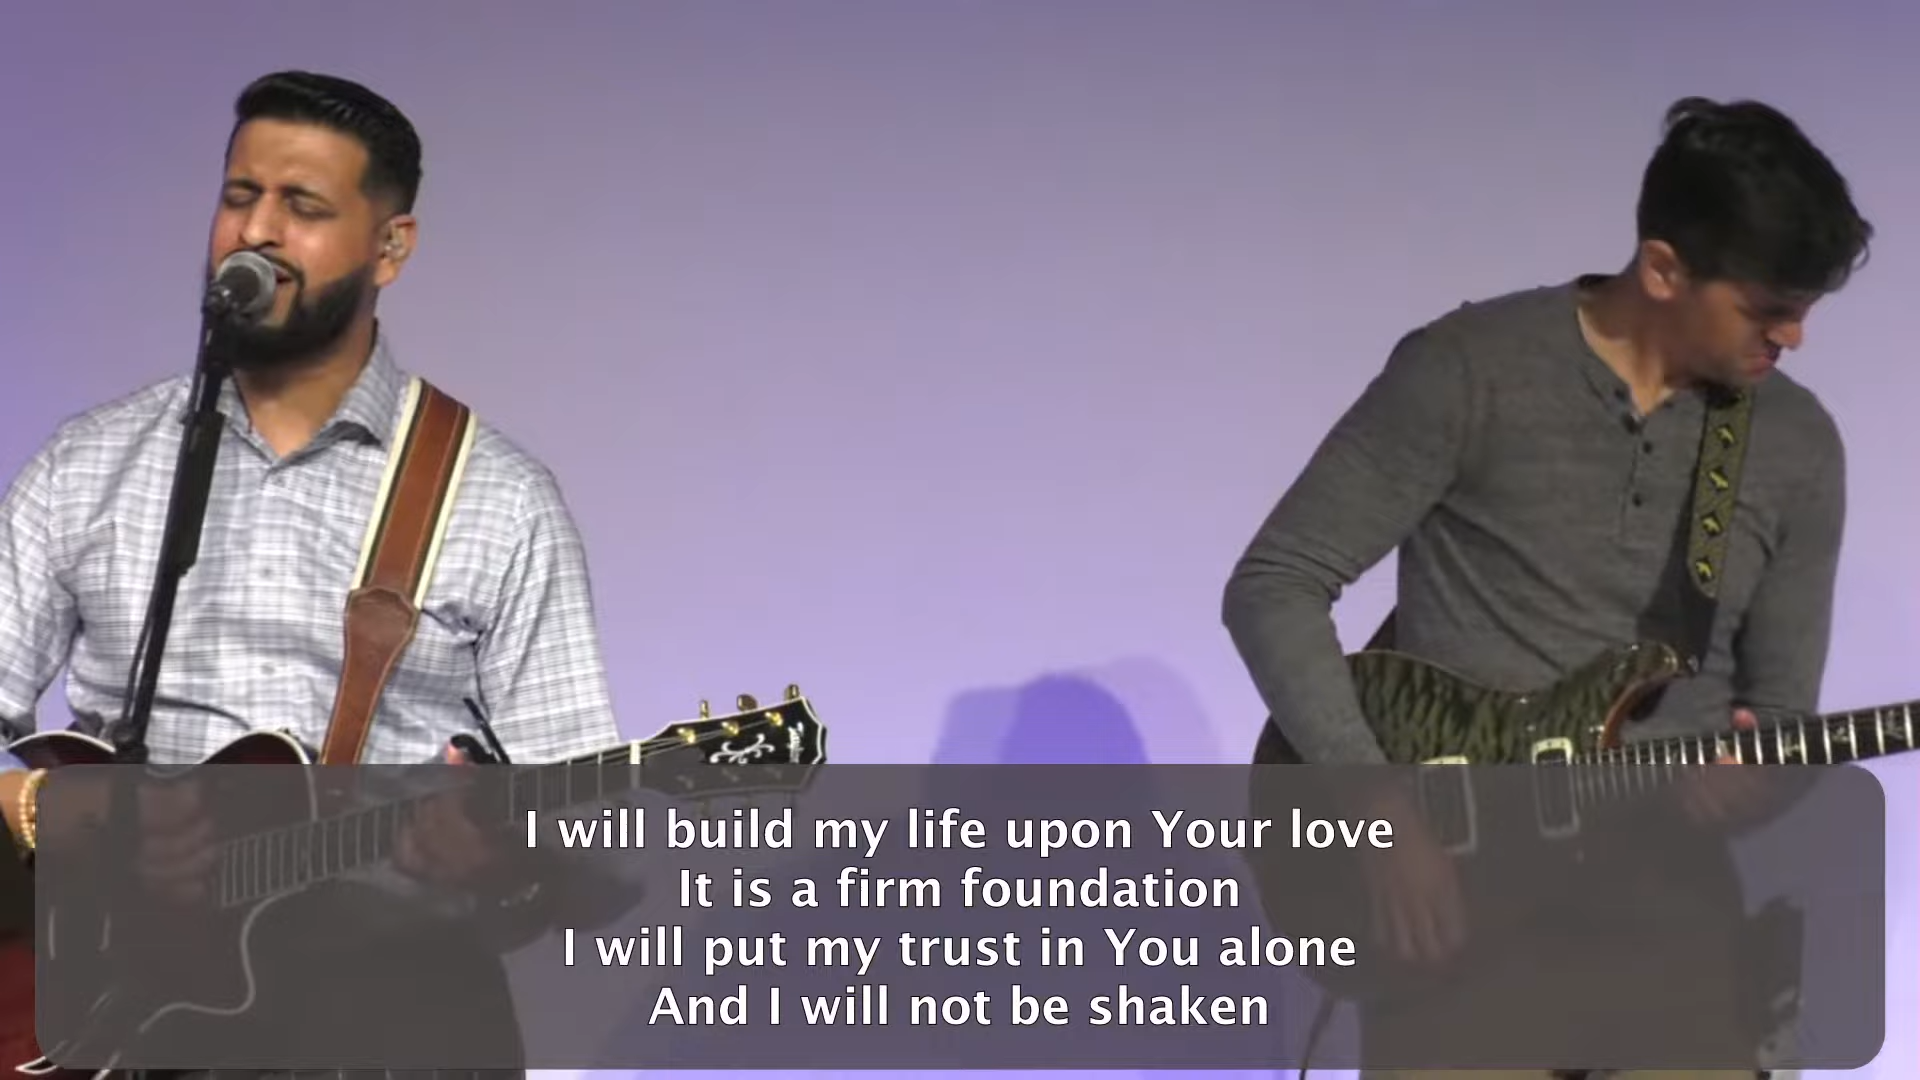 I will build my life upon Your love
It is a firm foundation
I will put my trust in You alone
And I will not be shaken